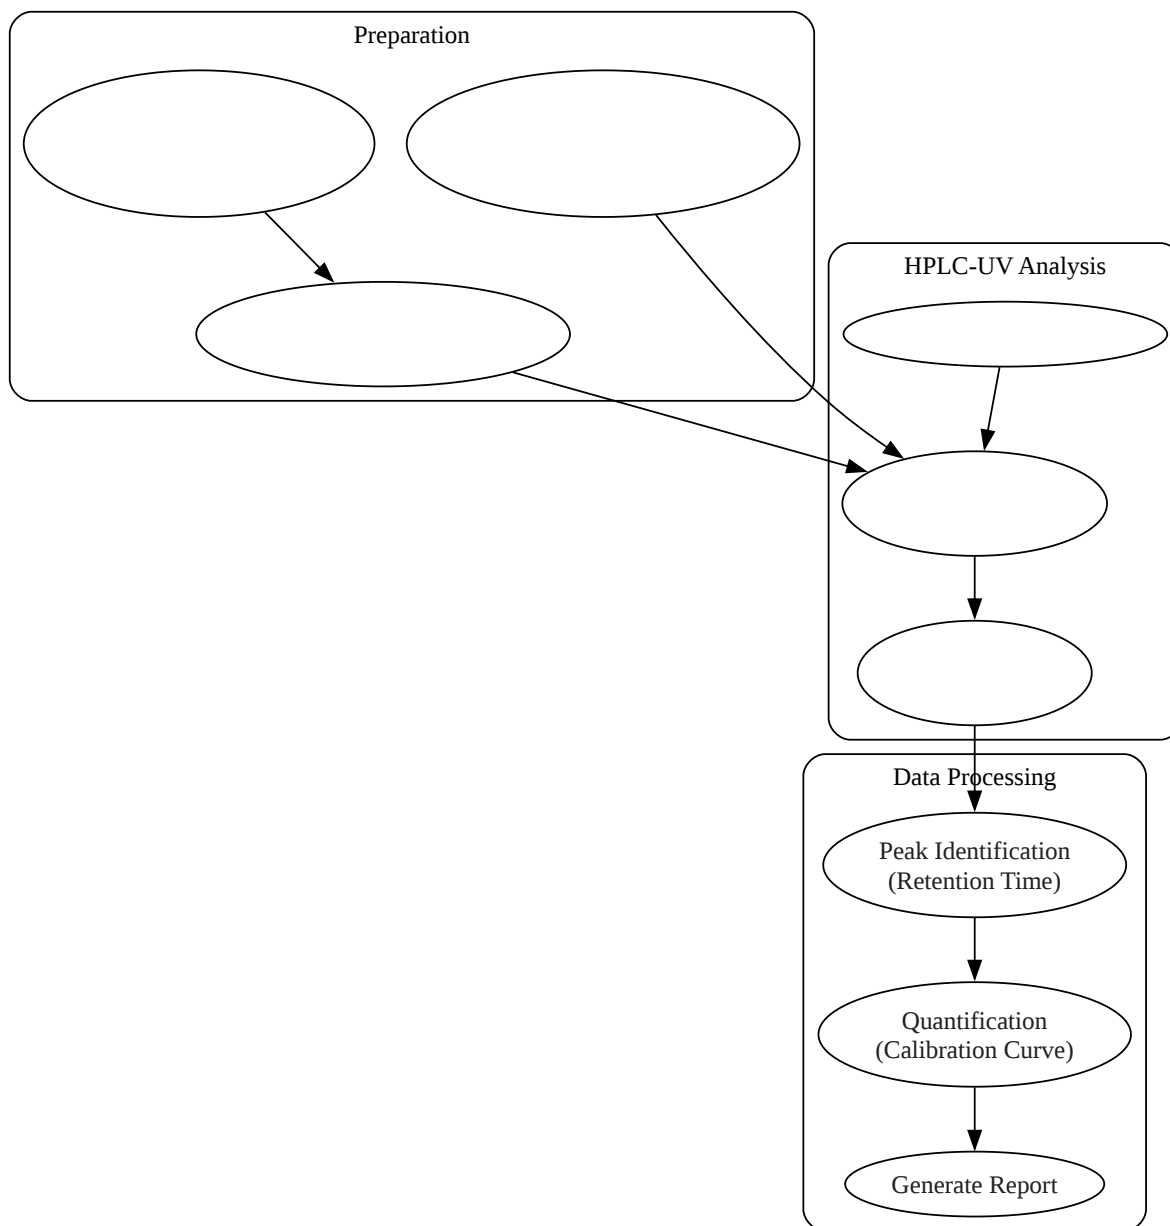 Preparation
HPLC-UV Analysis
Data Processing
Peak Identification
(Retention Time)
Quantification
(Calibration Curve)
Generate Report